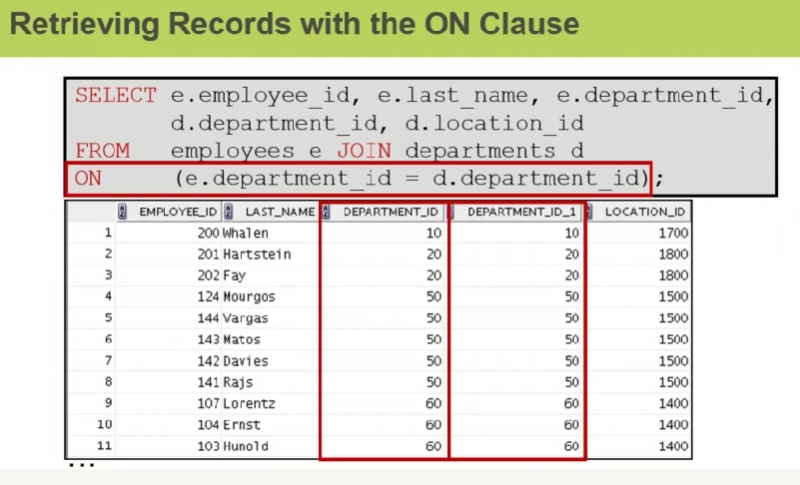 Retrieving Records with the ON Clause
SELECT e.employee_id, e.last_name, e.department_id,
d.department_id, d.location_id
FROM employees e JOIN departments d
ON (e.department_id = d.department_id);
EMPLOYEE_ID LAST_NAME DEPARTMENT_ID DEPARTMENT_ID_1 LOCATION_ID
1 200 Whalen 10 10 1700
2 201 Hartstein 20 20 1800
3 202 Fay 20 20 1800
4 124 Mourgos 50 50 1500
5 144 Vargas 50 50 1500
6 143 Matos 50 50 1500
7 142 Davies 50 50 1500
8 141 Rajs 50 50 1500
9 107 Lorentz 60 60 1400
10 104 Ernst 60 60 1400
11 103 Hunold 60 60 1400
...